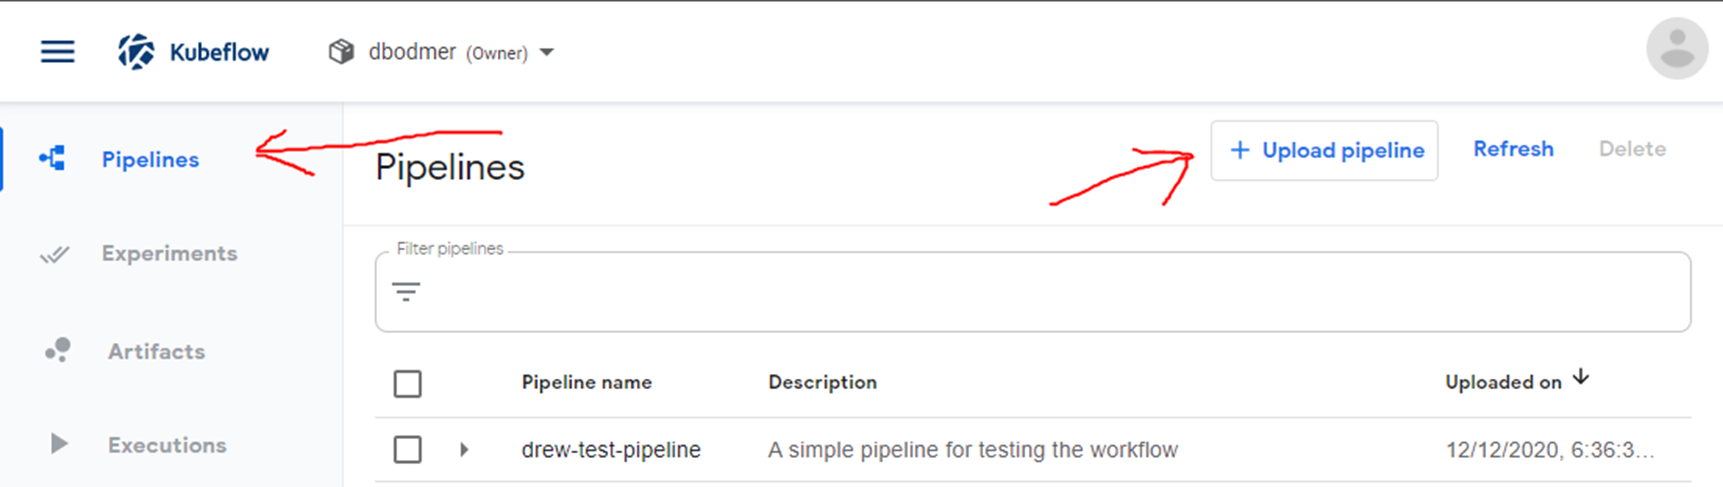 Kubeflow dbodmer (Owner)
Pipelines
Experiments
Artifacts
Executions
Pipelines
+ Upload pipeline Refresh Delete
Filter pipelines
Pipeline name Description Uploaded on
drew-test-pipeline A simple pipeline for testing the workflow 12/12/2020, 6:36:3...